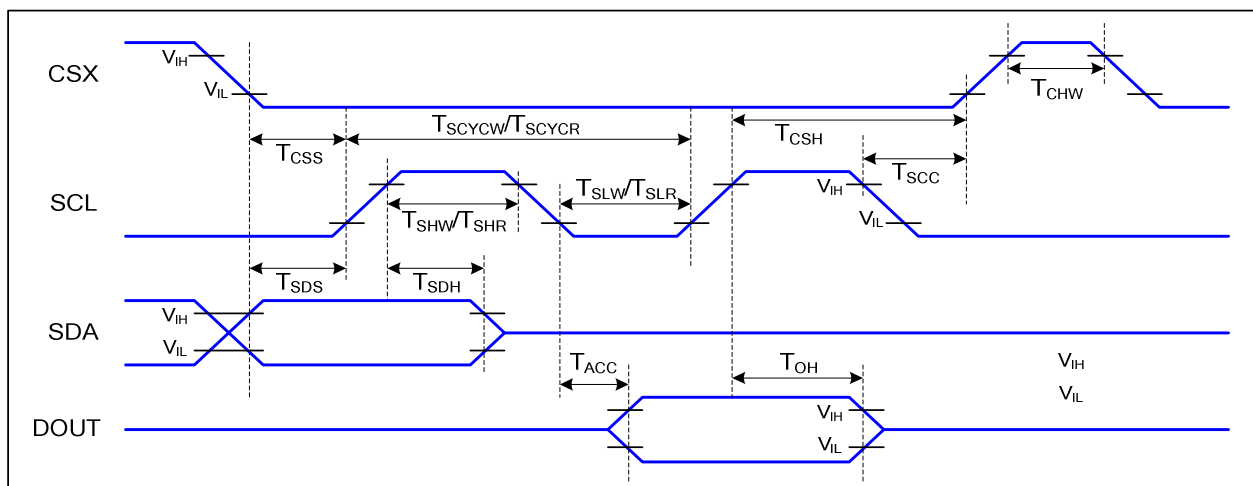 CSX
VIH
VIL
TCHW
TSCYCW/TSCYCR
TCSH
TCSS
TSCC
SCL
TSLW/TSLR
VIH
TSHW/TSHR
VIL
TSDS
TSDH
SDA
VIH
VIL
TACC
TOH
VIH
VIL
DOUT
VIH
VIL